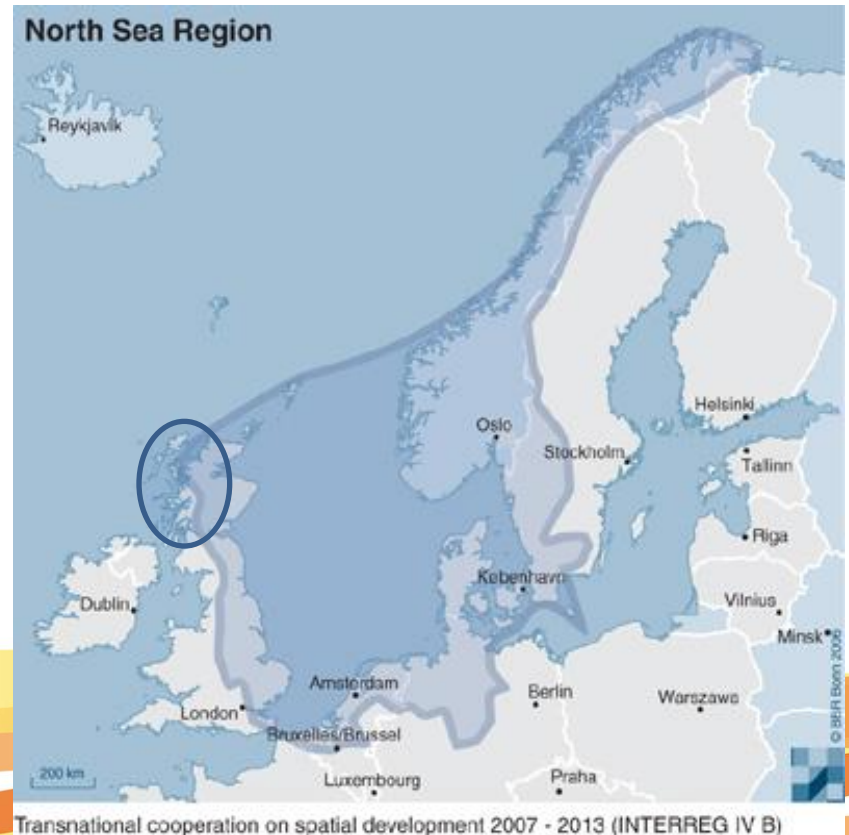 North Sea Region
Reykjavik
Helsinki
Oslo
Stockholm
Tallinn
Riga
København
Dublin
Vilnius
Minsk
Amsterdam
Berlin
Warszawa
London
Bruxelles/Brussel
200 km
Luxembourg
Praha
© BBR Bonn 2006
Transnational cooperation on spatial development 2007 - 2013 (INTERREG IV B)